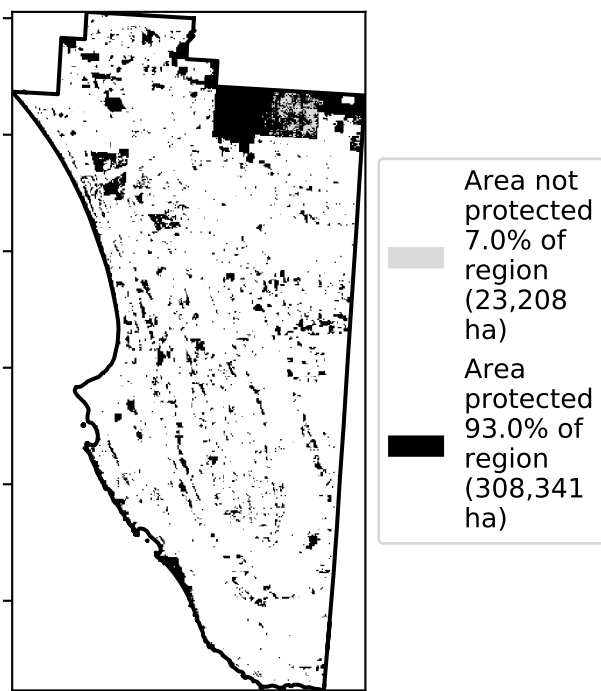 Area not
protected
7.0% of
region
(23,208
ha)
Area
protected
93.0% of
region
(308,341
ha)